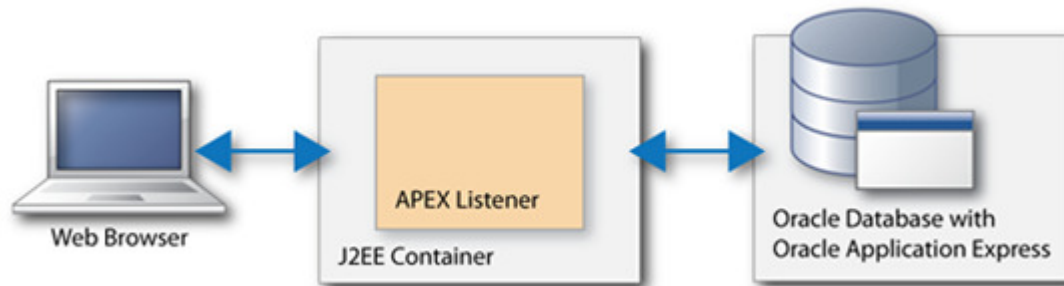 Web Browser
APEX Listener
J2EE Container
Oracle Database with
Oracle Application Express